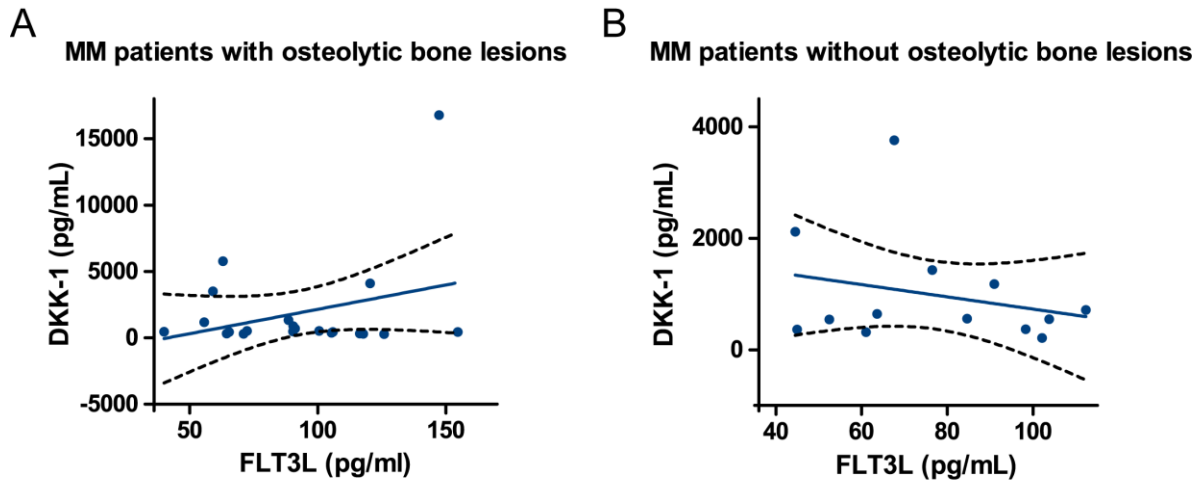 A
MM patients with osteolytic bone lesions
DKK-1 (pg/mL)
15000
10000
5000
0
-5000
50
100
150
FLT3L (pg/ml)
B
MM patients without osteolytic bone lesions
DKK-1 (pg/mL)
4000
2000
0
40
60
80
100
FLT3L (pg/mL)